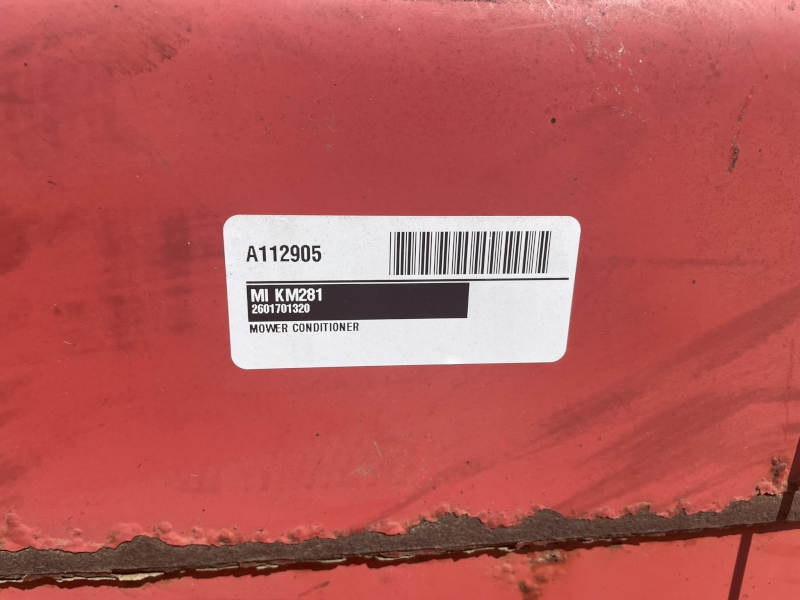 A112905
MI KM281
2601701320
MOWER CONDITIONER